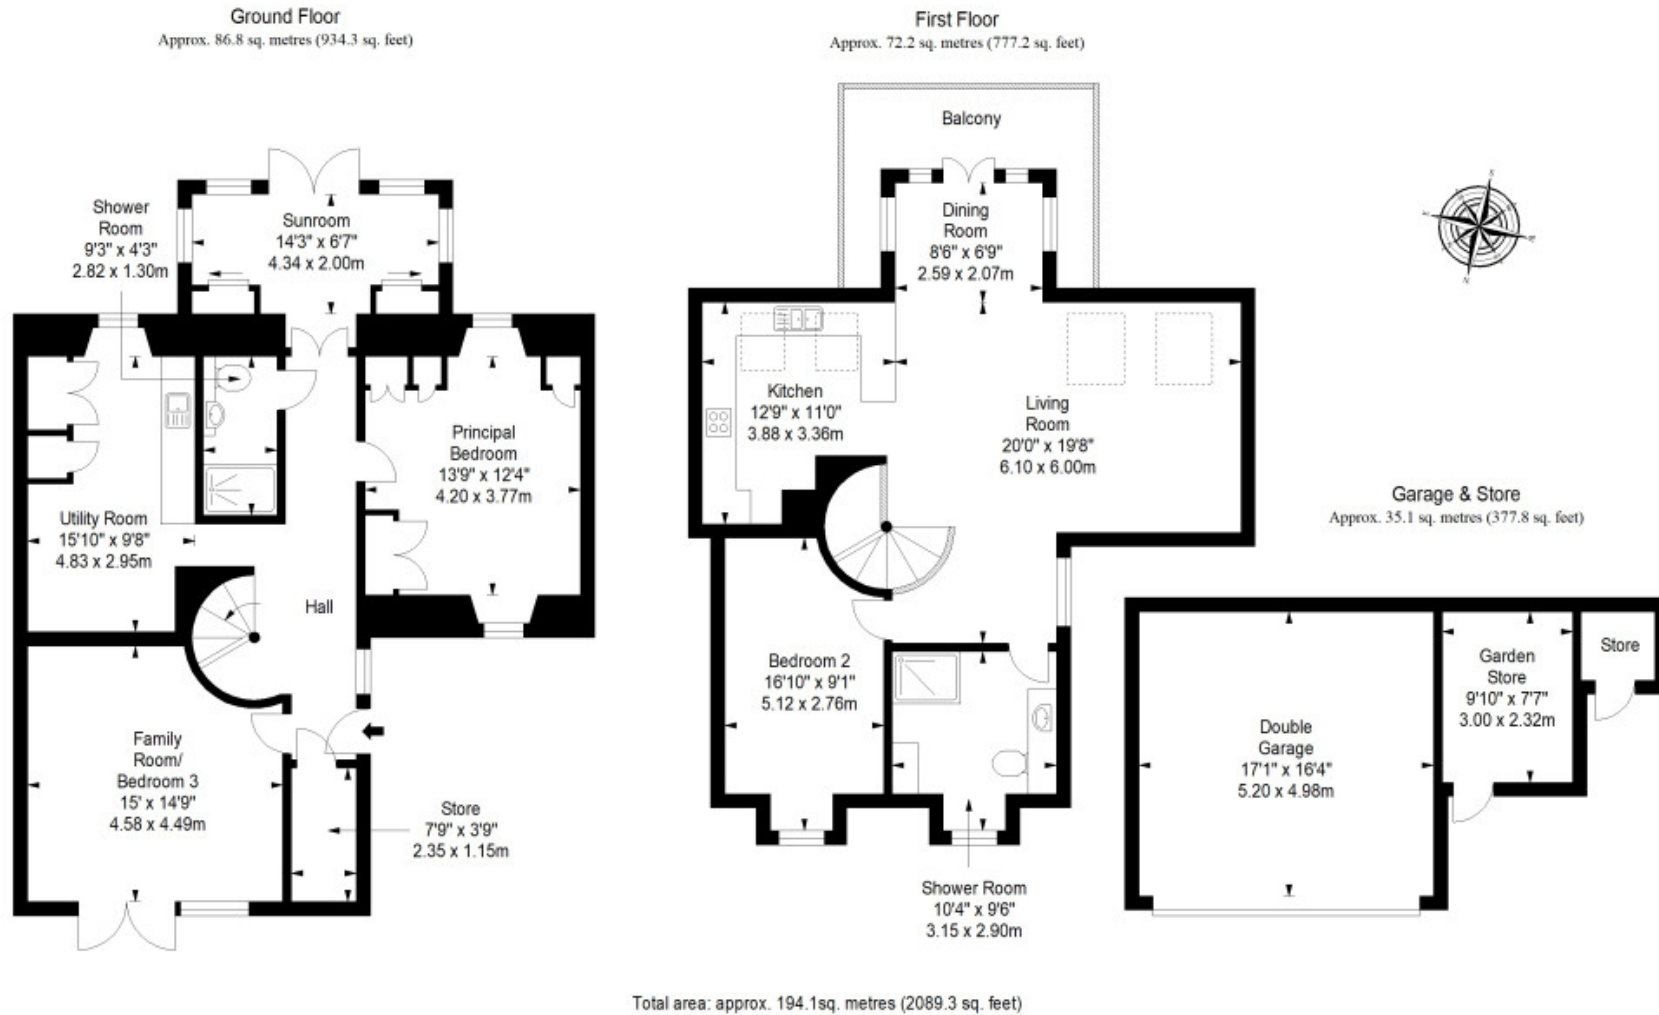 Ground Floor
Approx. 86.8 sq. metres (934.3 sq. feet)
Shower
Room
9'3" x 4'3"
2.82 x 1.30m
Sunroom
14'3" x 6'7"
4.34 x 2.00m
Principal
Bedroom
13'9" x 12'4"
4.20 x 3.77m
Utility Room
15'10" x 9'8"
4.83 x 2.95m
Hall
Family
Room/
Bedroom 3
15' x 14'9"
4.58 x 4.49m
Store
7'9" x 3'9"
2.35 x 1.15m
First Floor
Approx. 72.2 sq. metres (777.2 sq. feet)
Balcony
Dining
Room
8'6" x 6'9"
2.59 x 2.07m
Kitchen
12'9" x 11'0"
3.88 x 3.36m
Living
Room
20'0" x 19'8"
6.10 x 6.00m
Bedroom 2
16'10" x 9'1"
5.12 x 2.76m
Shower Room
10'4" x 9'6"
3.15 x 2.90m
S
E
W
N
Garage & Store
Approx. 35.1 sq. metres (377.8 sq. feet)
Double
Garage
17'1" x 16'4"
5.20 x 4.98m
Garden
Store
9'10" x 7'7"
3.00 x 2.32m
Store
Total area: approx. 194.1sq. metres (2089.3 sq. feet)